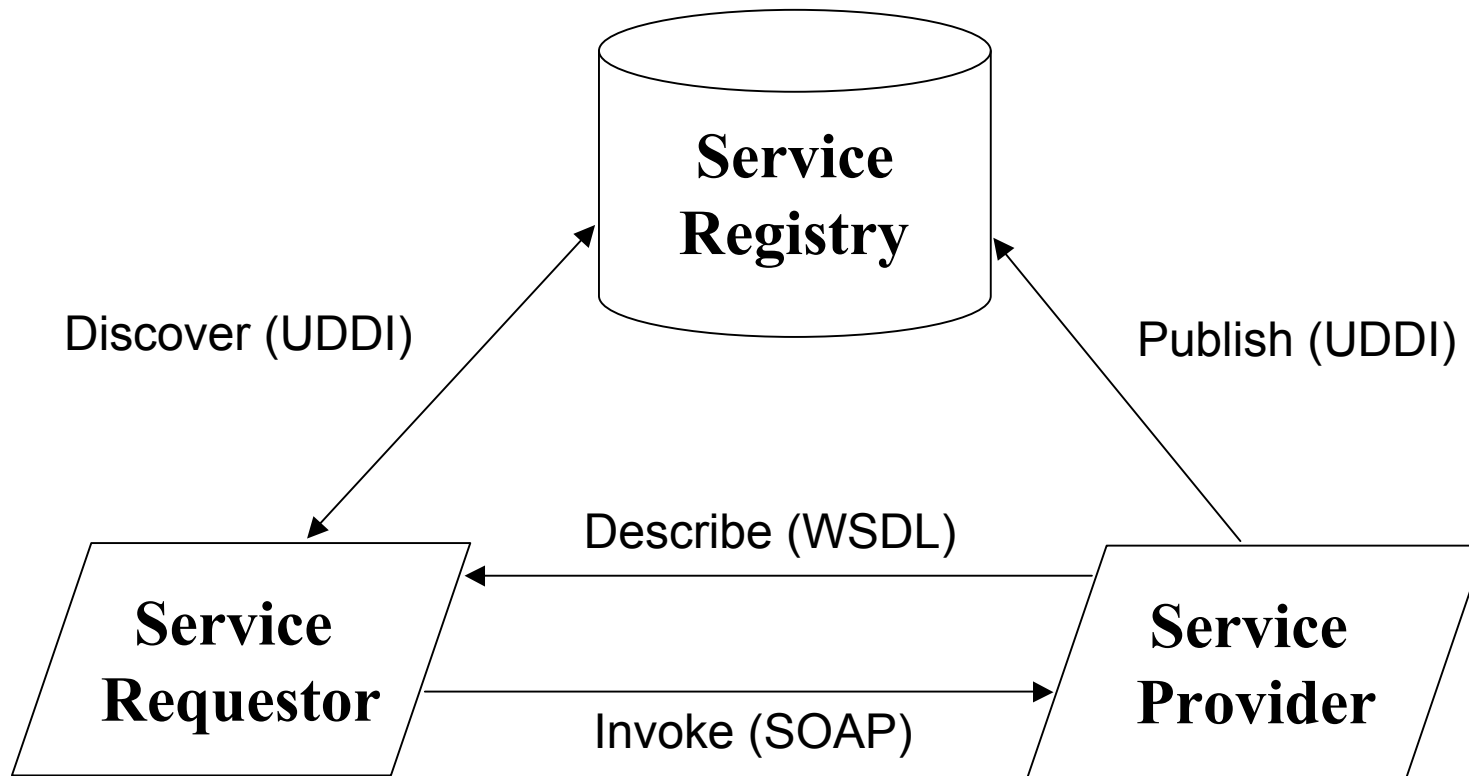 Service
Registry
Discover (UDDI)
Publish (UDDI)
Describe (WSDL)
Service
Requestor
Service
Provider
Invoke (SOAP)